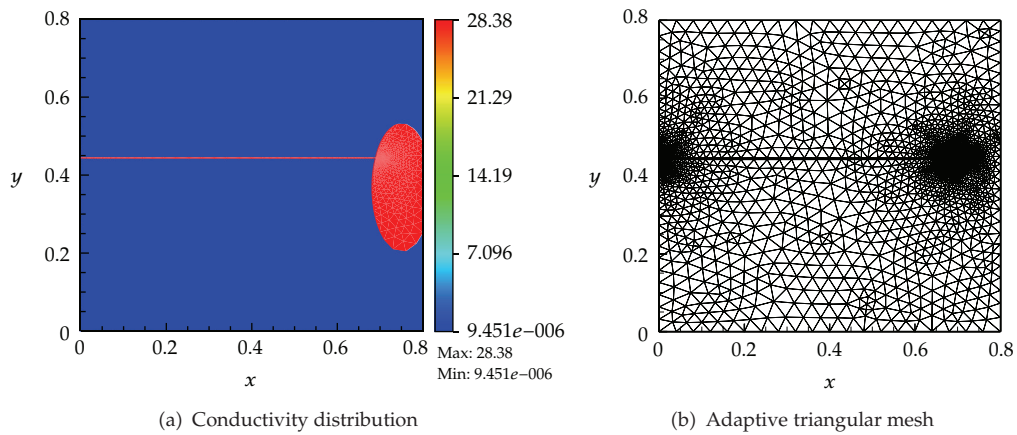 0.8
0.6
0.4
0.2
0
y
0
0.2
0.4
0.6
0.8
x
28.38
21.29
14.19
7.096
9.451e−006
Max: 28.38
Min: 9.451e−006
(a) Conductivity distribution
0.8
0.6
0.4
0.2
0
y
0
0.2
0.4
0.6
0.8
x
(b) Adaptive triangular mesh